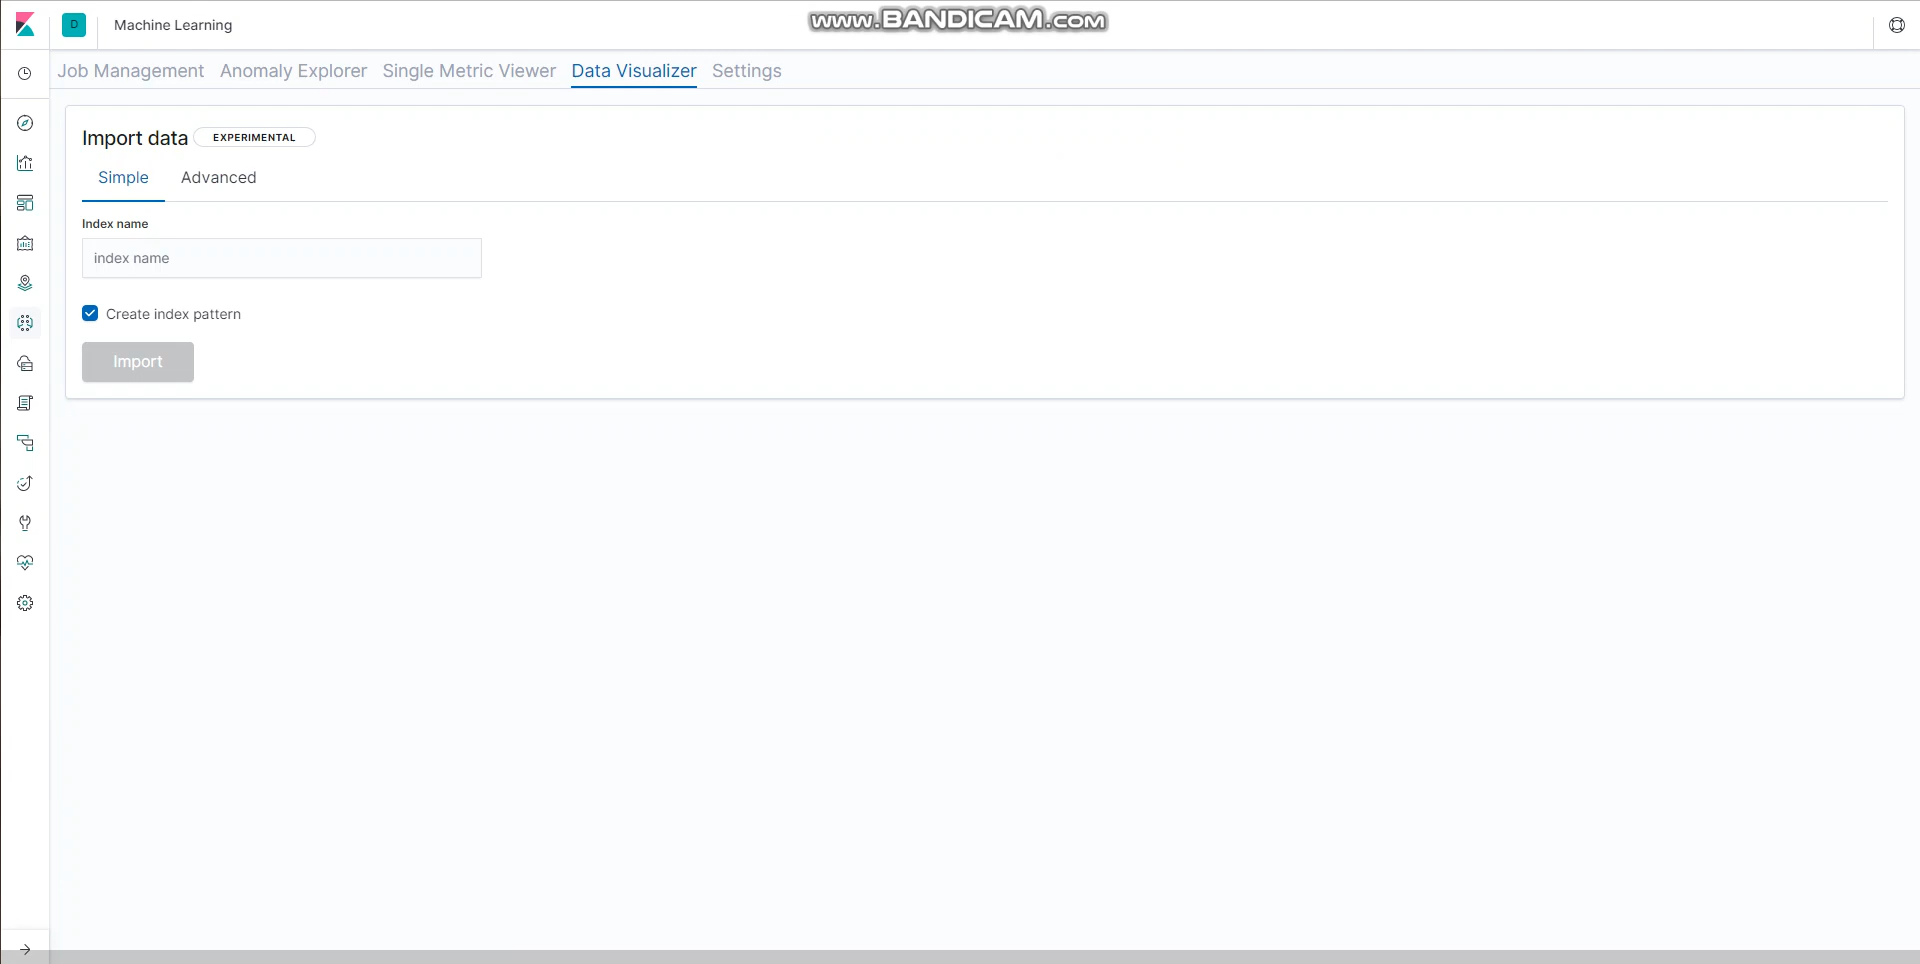 D
Machine Learning
www.BANDICAM.com
Job Management Anomaly Explorer Single Metric Viewer Data Visualizer Settings
Import data EXPERIMENTAL
Simple Advanced
Index name
index name
Create index pattern
Import